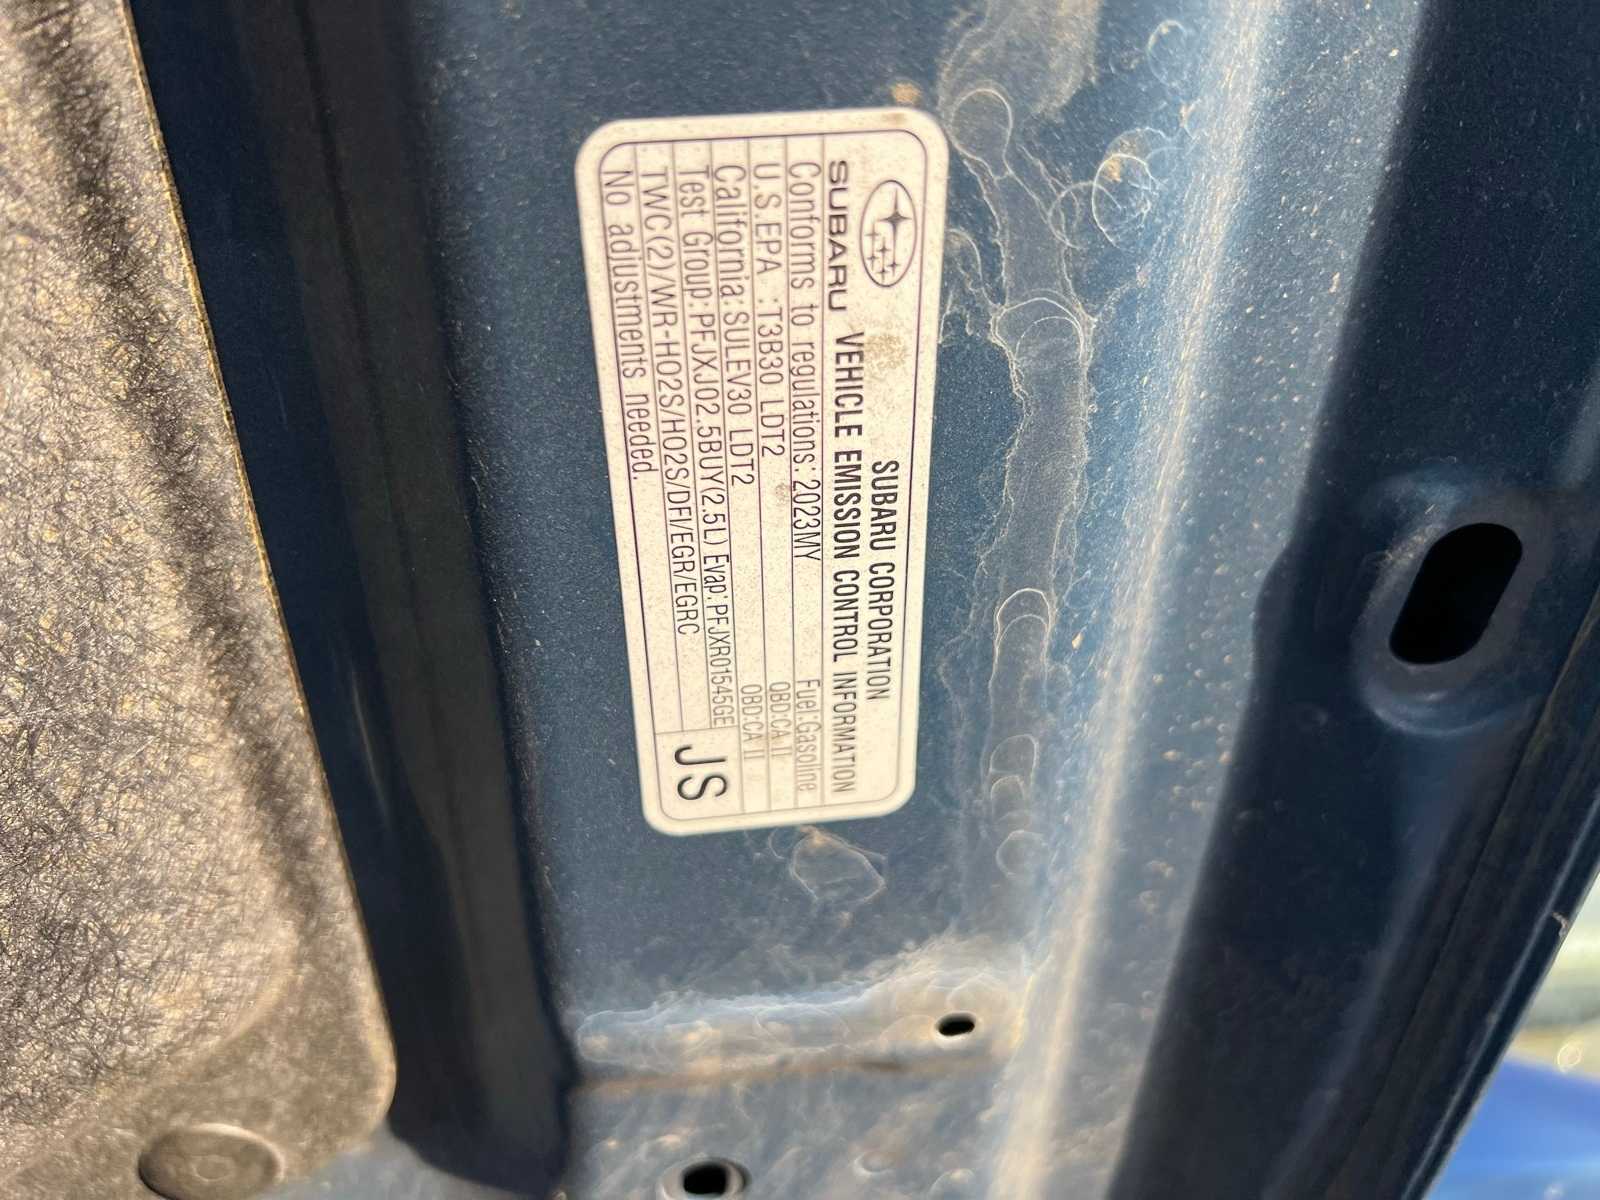 SUBARU
SUBARU CORPORATION
VEHICLE EMISSION CONTROL INFORMATION
Conforms to regulations: 2023MY Fuel:Gasoline
U.S.EPA :T3B30 LDT2 OBD:CA II
California:SULEV30 LDT2 OBD:CA II
Test Group:PFJXJ02.5BUY(2.5L) Evap:PFJXR01545GE
TWC(2)/WR-HO2S/HO2S/DFI/EGR/EGRC
No adjustments needed.
JS